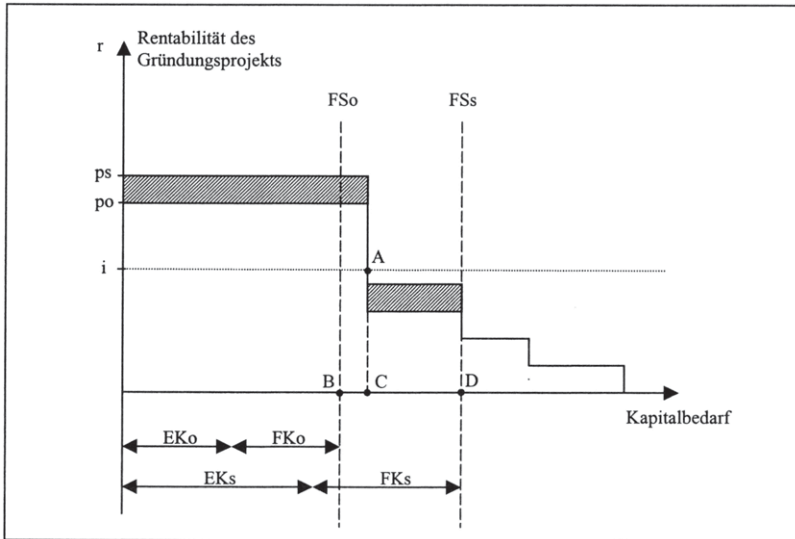 r
Rentabilität des
Gründungsprojekts
FSo
FSs
ps
po
A
i
B
C
D
Kapitalbedarf
EKo
FKo
EKs
FKs